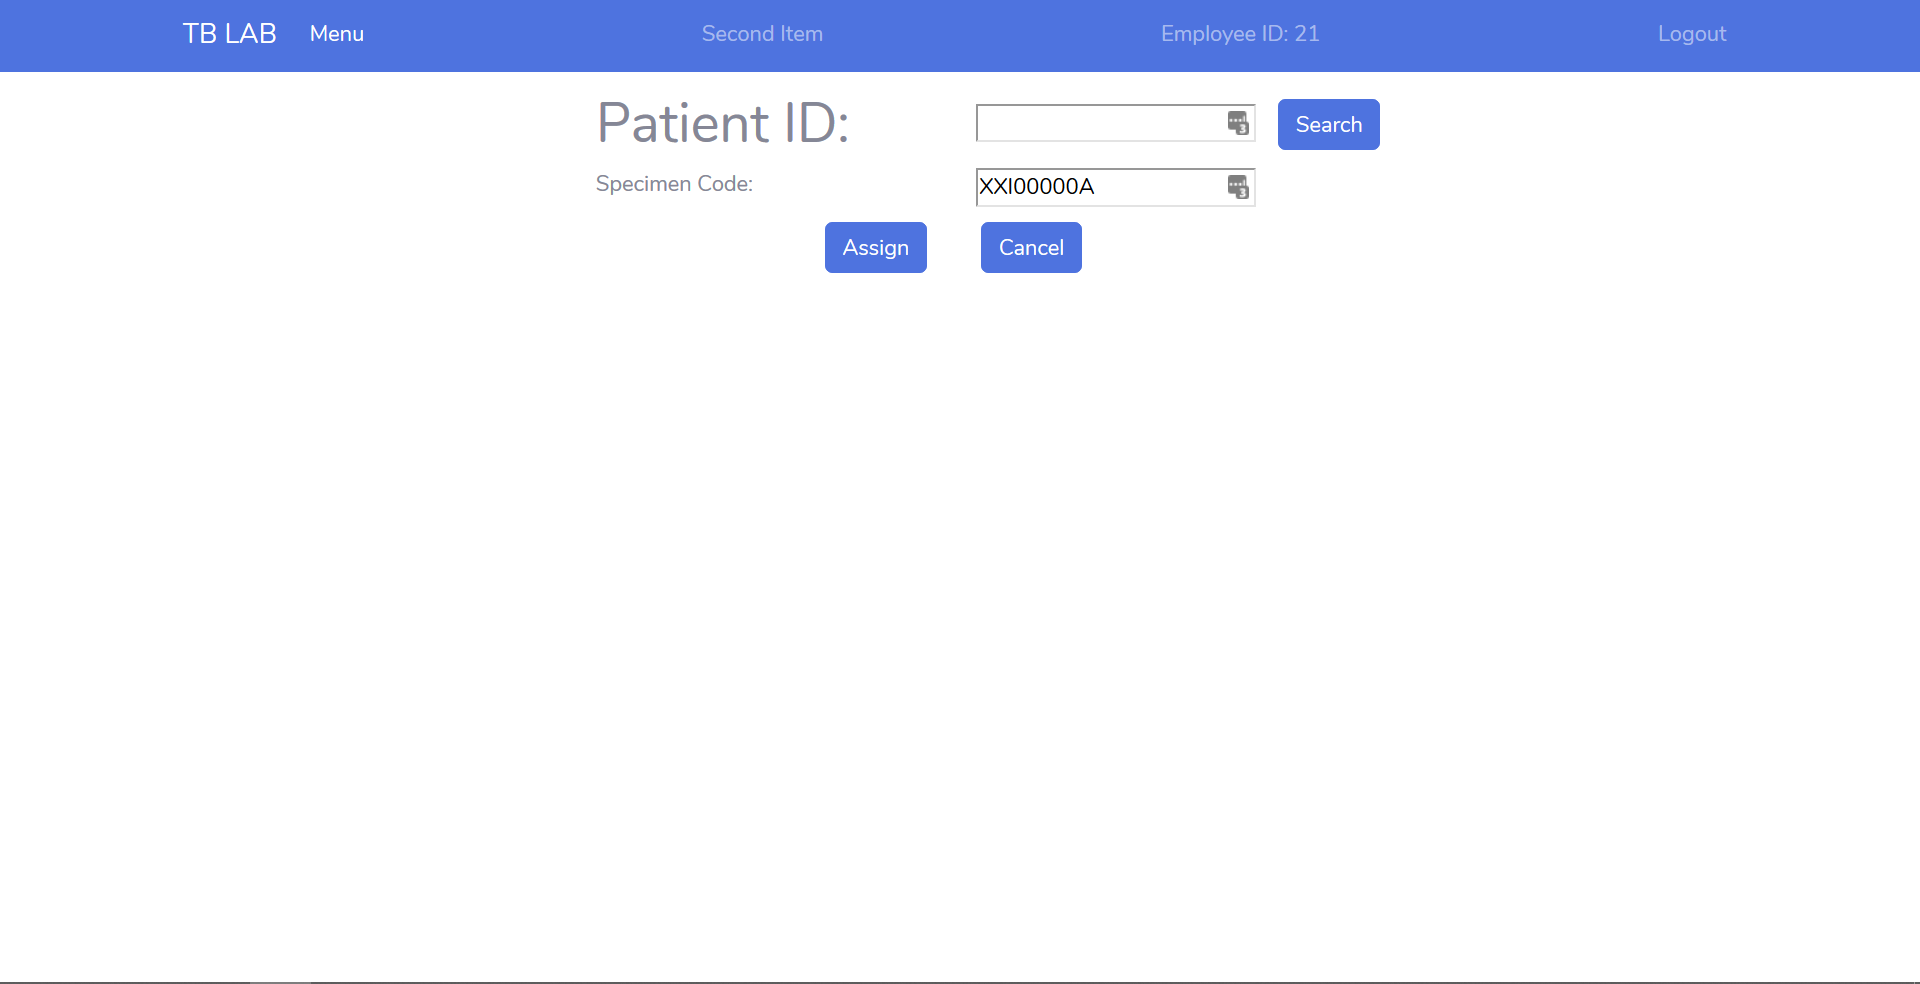 TB LAB Menu Second Item Employee ID: 21 Logout
Patient ID: Search
Specimen Code: XXI00000A
Assign Cancel